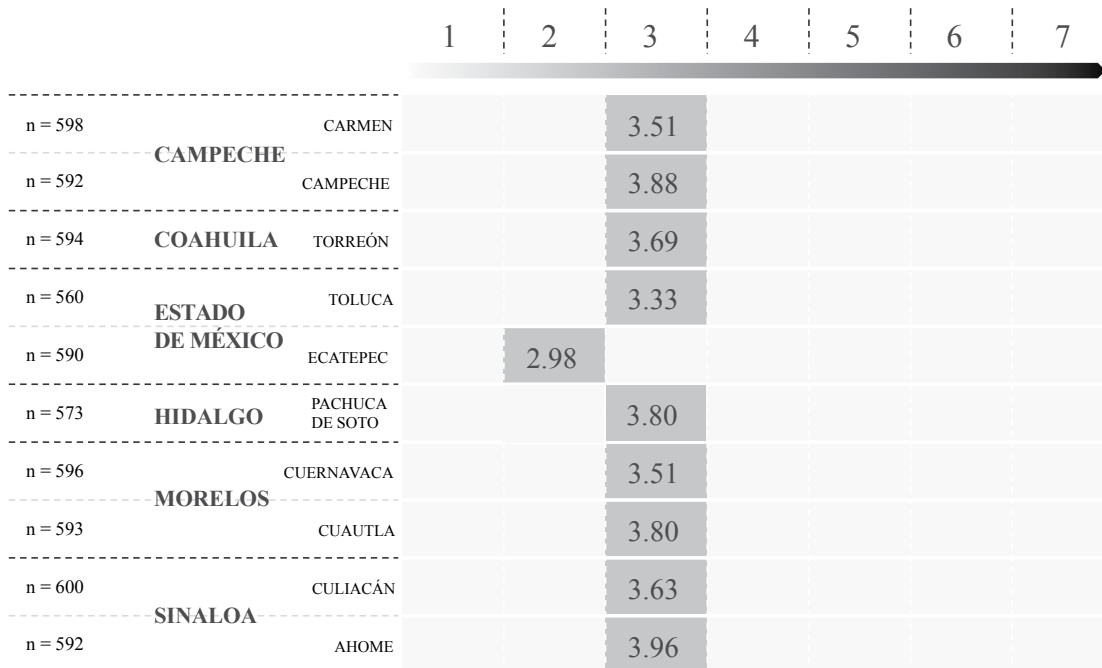 1 2 3 4 5 6 7
n = 598 CARMEN 3.51
CAMPECHE
n = 592 CAMPECHE 3.88
n = 594 COAHUILA TORREÓN 3.69
n = 560 TOLUCA 3.33
ESTADO
DE MÉXICO
n = 590 ECATEPEC 2.98
n = 573 HIDALGO PACHUCA
DE SOTO 3.80
n = 596 CUERNAVACA 3.51
MORELOS
n = 593 CUAUTLA 3.80
n = 600 CULIACÁN 3.63
SINALOA
n = 592 AHOME 3.96